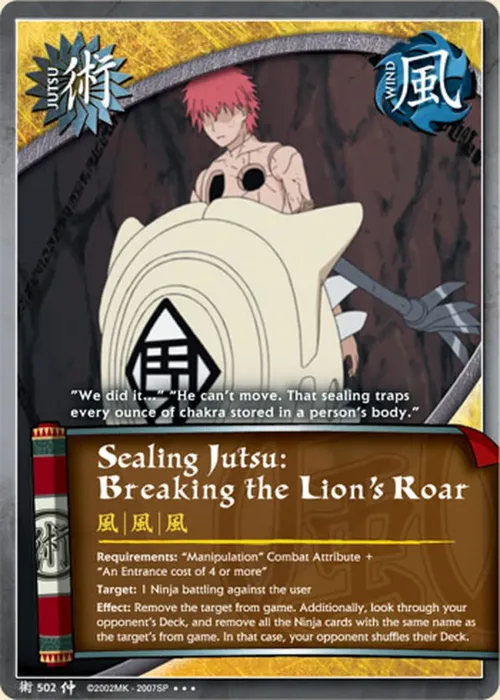 JUTSU 術
WIND 風
"We did it..." "He can't move. That sealing traps
every ounce of chakra stored in a person's body."
Sealing Jutsu:
Breaking the Lion's Roar
風|風|風
Requirements: "Manipulation" Combat Attribute +
"An Entrance cost of 4 or more"
Target: 1 Ninja battling against the user
Effect: Remove the target from game. Additionally, look through your
opponent's Deck, and remove all the Ninja cards with the same name as
the target's from game. In that case, your opponent shuffles their Deck.
術
術 502 仲 ©2002MK · 2007SP •••